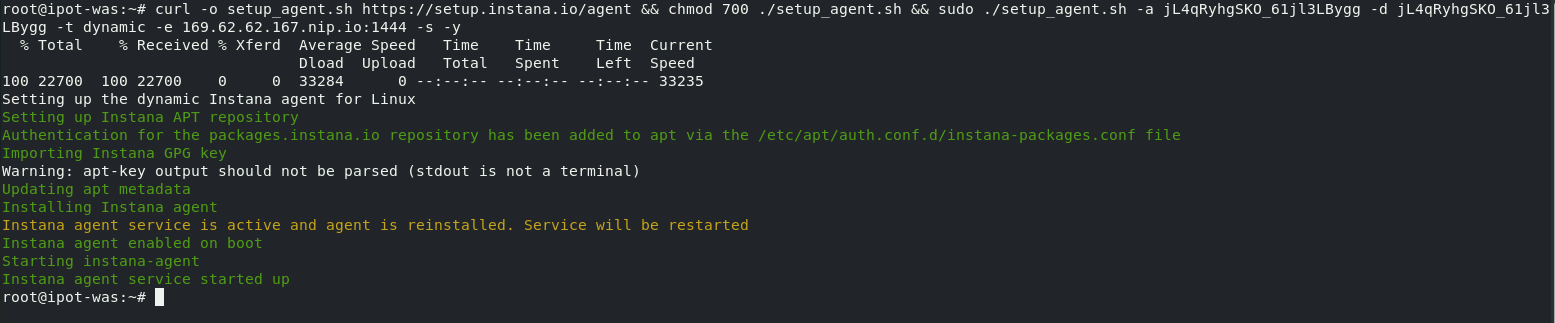 root@ipot-was:~# curl -o setup_agent.sh https://setup.instana.io/agent && chmod 700 ./setup_agent.sh && sudo ./setup_agent.sh -a jL4qRyhgSKO_61jl3LBygg -d jL4qRyhgSKO_61jl3
LBygg -t dynamic -e 169.62.62.167.nip.io:1444 -s -y
  % Total    % Received % Xferd  Average Speed   Time    Time     Time  Current
                                 Dload  Upload   Total   Spent    Left  Speed
100 22700  100 22700    0     0  33284      0 --:--:-- --:--:-- --:--:-- 33235
Setting up the dynamic Instana agent for Linux
Setting up Instana APT repository
Authentication for the packages.instana.io repository has been added to apt via the /etc/apt/auth.conf.d/instana-packages.conf file
Importing Instana GPG key
Warning: apt-key output should not be parsed (stdout is not a terminal)
Updating apt metadata
Installing Instana agent
Instana agent service is active and agent is reinstalled. Service will be restarted
Instana agent enabled on boot
Starting instana-agent
Instana agent service started up
root@ipot-was:~#